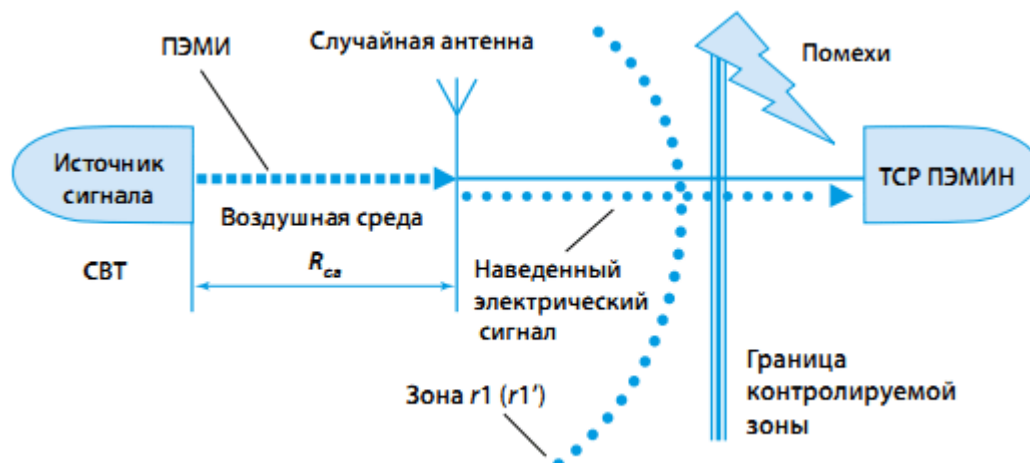 ПЭМИ
Случайная антенна
Помехи
Источник
сигнала
ТСР ПЭМИН
Воздушная среда
СВТ
Rса
Наведенный
электрический
сигнал
Зона r1 (r1′)
Граница
контролируемой
зоны